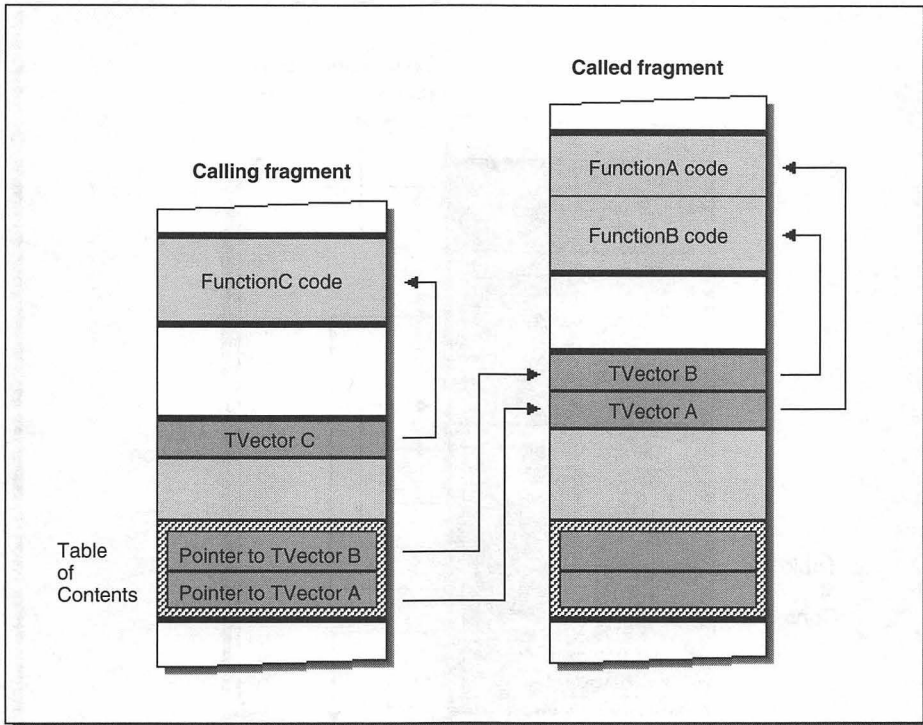 Called fragment
FunctionA code
Calling fragment
FunctionB code
FunctionC code
TVector B
TVector A
TVector C
Table
of
Contents
Pointer to TVector B
Pointer to TVector A